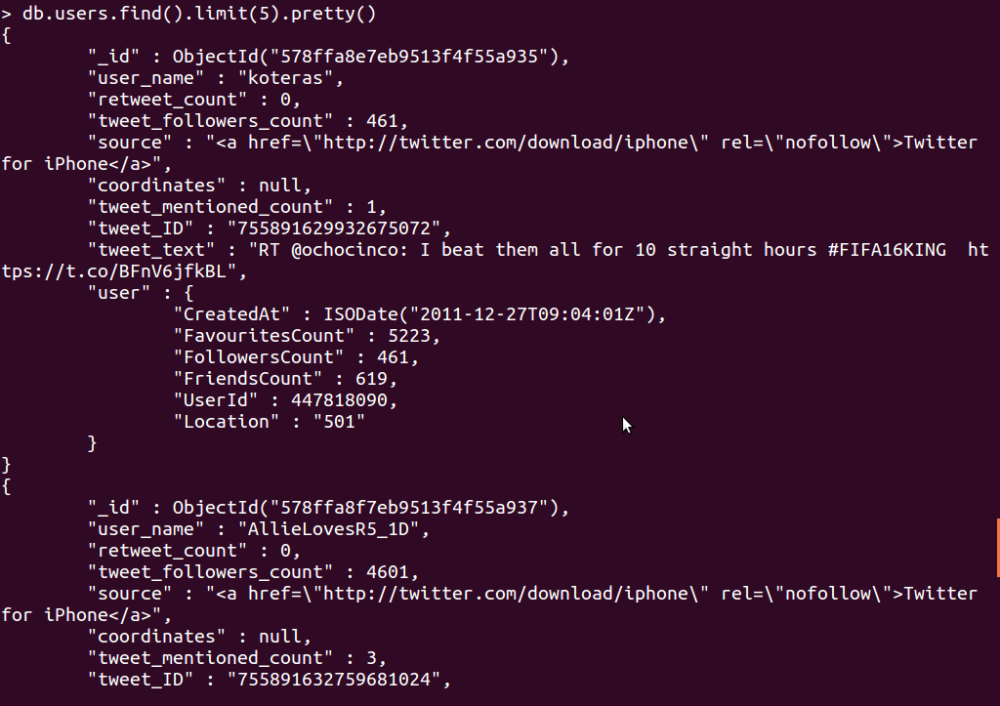 > db.users.find().limit(5).pretty()
{
        "_id" : ObjectId("578ffa8e7eb9513f4f55a935"),
        "user_name" : "koteras",
        "retweet_count" : 0,
        "tweet_followers_count" : 461,
        "source" : "<a href=\"http://twitter.com/download/iphone\" rel=\"nofollow\">Twitter
for iPhone</a>",
        "coordinates" : null,
        "tweet_mentioned_count" : 1,
        "tweet_ID" : "755891629932675072",
        "tweet_text" : "RT @ochocinco: I beat them all for 10 straight hours #FIFA16KING  ht
tps://t.co/BFnV6jfkBL",
        "user" : {
                "CreatedAt" : ISODate("2011-12-27T09:04:01Z"),
                "FavouritesCount" : 5223,
                "FollowersCount" : 461,
                "FriendsCount" : 619,
                "UserId" : 447818090,
                "Location" : "501"
        }
}
{
        "_id" : ObjectId("578ffa8f7eb9513f4f55a937"),
        "user_name" : "AllieLovesR5_1D",
        "retweet_count" : 0,
        "tweet_followers_count" : 4601,
        "source" : "<a href=\"http://twitter.com/download/iphone\" rel=\"nofollow\">Twitter
for iPhone</a>",
        "coordinates" : null,
        "tweet_mentioned_count" : 3,
        "tweet_ID" : "755891632759681024",